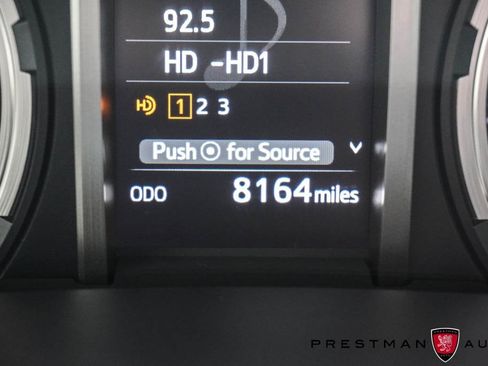 92.5
HD -HD1
HD 1 2 3
Push for Source
ODO 8164 miles
PRESTMAN AU